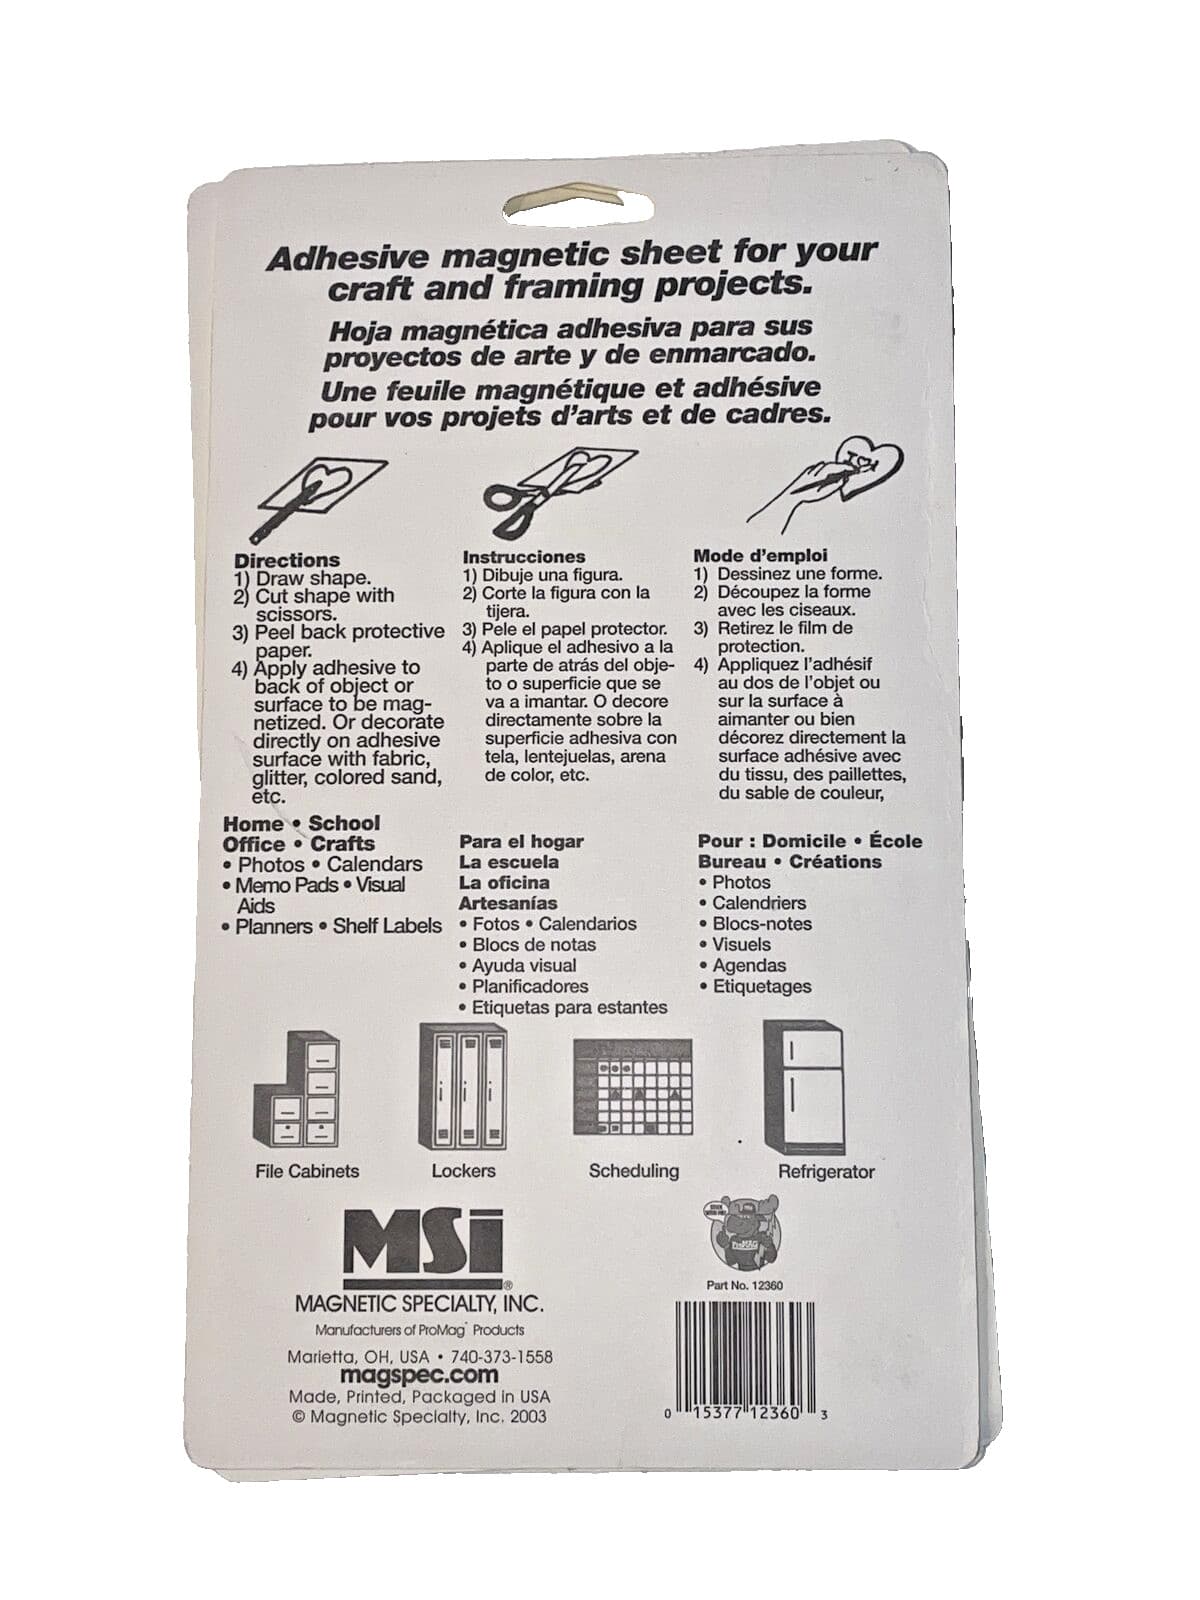 Adhesive magnetic sheet for your
craft and framing projects.
Hoja magnética adhesiva para sus
proyectos de arte y de enmarcado.
Une feuile magnétique et adhésive
pour vos projets d'arts et de cadres.
Directions
1) Draw shape.
2) Cut shape with
scissors.
3) Peel back protective
paper.
4) Apply adhesive to
back of object or
surface to be mag-
netized. Or decorate
directly on adhesive
surface with fabric,
glitter, colored sand,
etc.
Instrucciones
1) Dibuje una figura.
2) Corte la figura con la
tijera.
3) Pele el papel protector.
4) Aplique el adhesivo a la
parte de atrás del obje-
to o superficie que se
va a imantar. O decore
directamente sobre la
superficie adhesiva con
tela, lentejuelas, arena
de color, etc.
Mode d'emploi
1) Dessinez une forme.
2) Découpez la forme
avec les ciseaux.
3) Retirez le film de
protection.
4) Appliquez l'adhésif
au dos de l'objet ou
sur la surface à
aimanter ou bien
décorez directement la
surface adhésive avec
du tissu, des paillettes,
du sable de couleur,
Home • School
Office • Crafts
• Photos • Calendars
• Memo Pads • Visual
Aids
• Planners • Shelf Labels
Para el hogar
La escuela
La oficina
Artesanías
• Fotos • Calendarios
• Blocs de notas
• Ayuda visual
• Planificadores
• Etiquetas para estantes
Pour : Domicile • École
Bureau • Créations
• Photos
• Calendriers
• Blocs-notes
• Visuels
• Agendas
• Etiquetages
File Cabinets
Lockers
Scheduling
Refrigerator
MSi®
MAGNETIC SPECIALTY, INC.
Manufacturers of ProMag® Products
Marietta, OH, USA • 740-373-1558
magspec.com
Made, Printed, Packaged in USA
© Magnetic Specialty, Inc. 2003
ProMAG
Part No. 12360
0 15377 12360 3